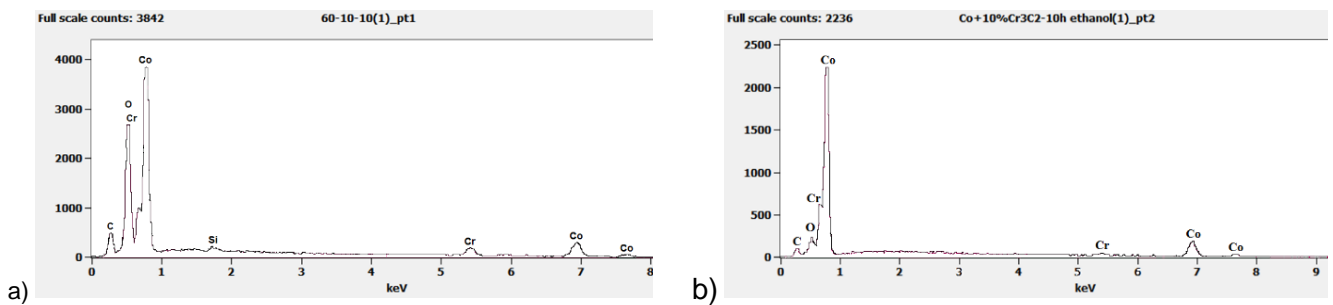 Full scale counts: 3842 60-10-10(1)_pt1
4000
3000
2000
1000
0
C
O
Cr
Co
Si
Cr
Co
Co
0 1 2 3 4 5 6 7 8
keV
a)
Full scale counts: 2236 Co+10%Cr3C2-10h ethanol(1)_pt2
2500
2000
1500
1000
500
0
C
O
Cr
Co
Cr
Co
Co
0 1 2 3 4 5 6 7 8 9
keV
b)